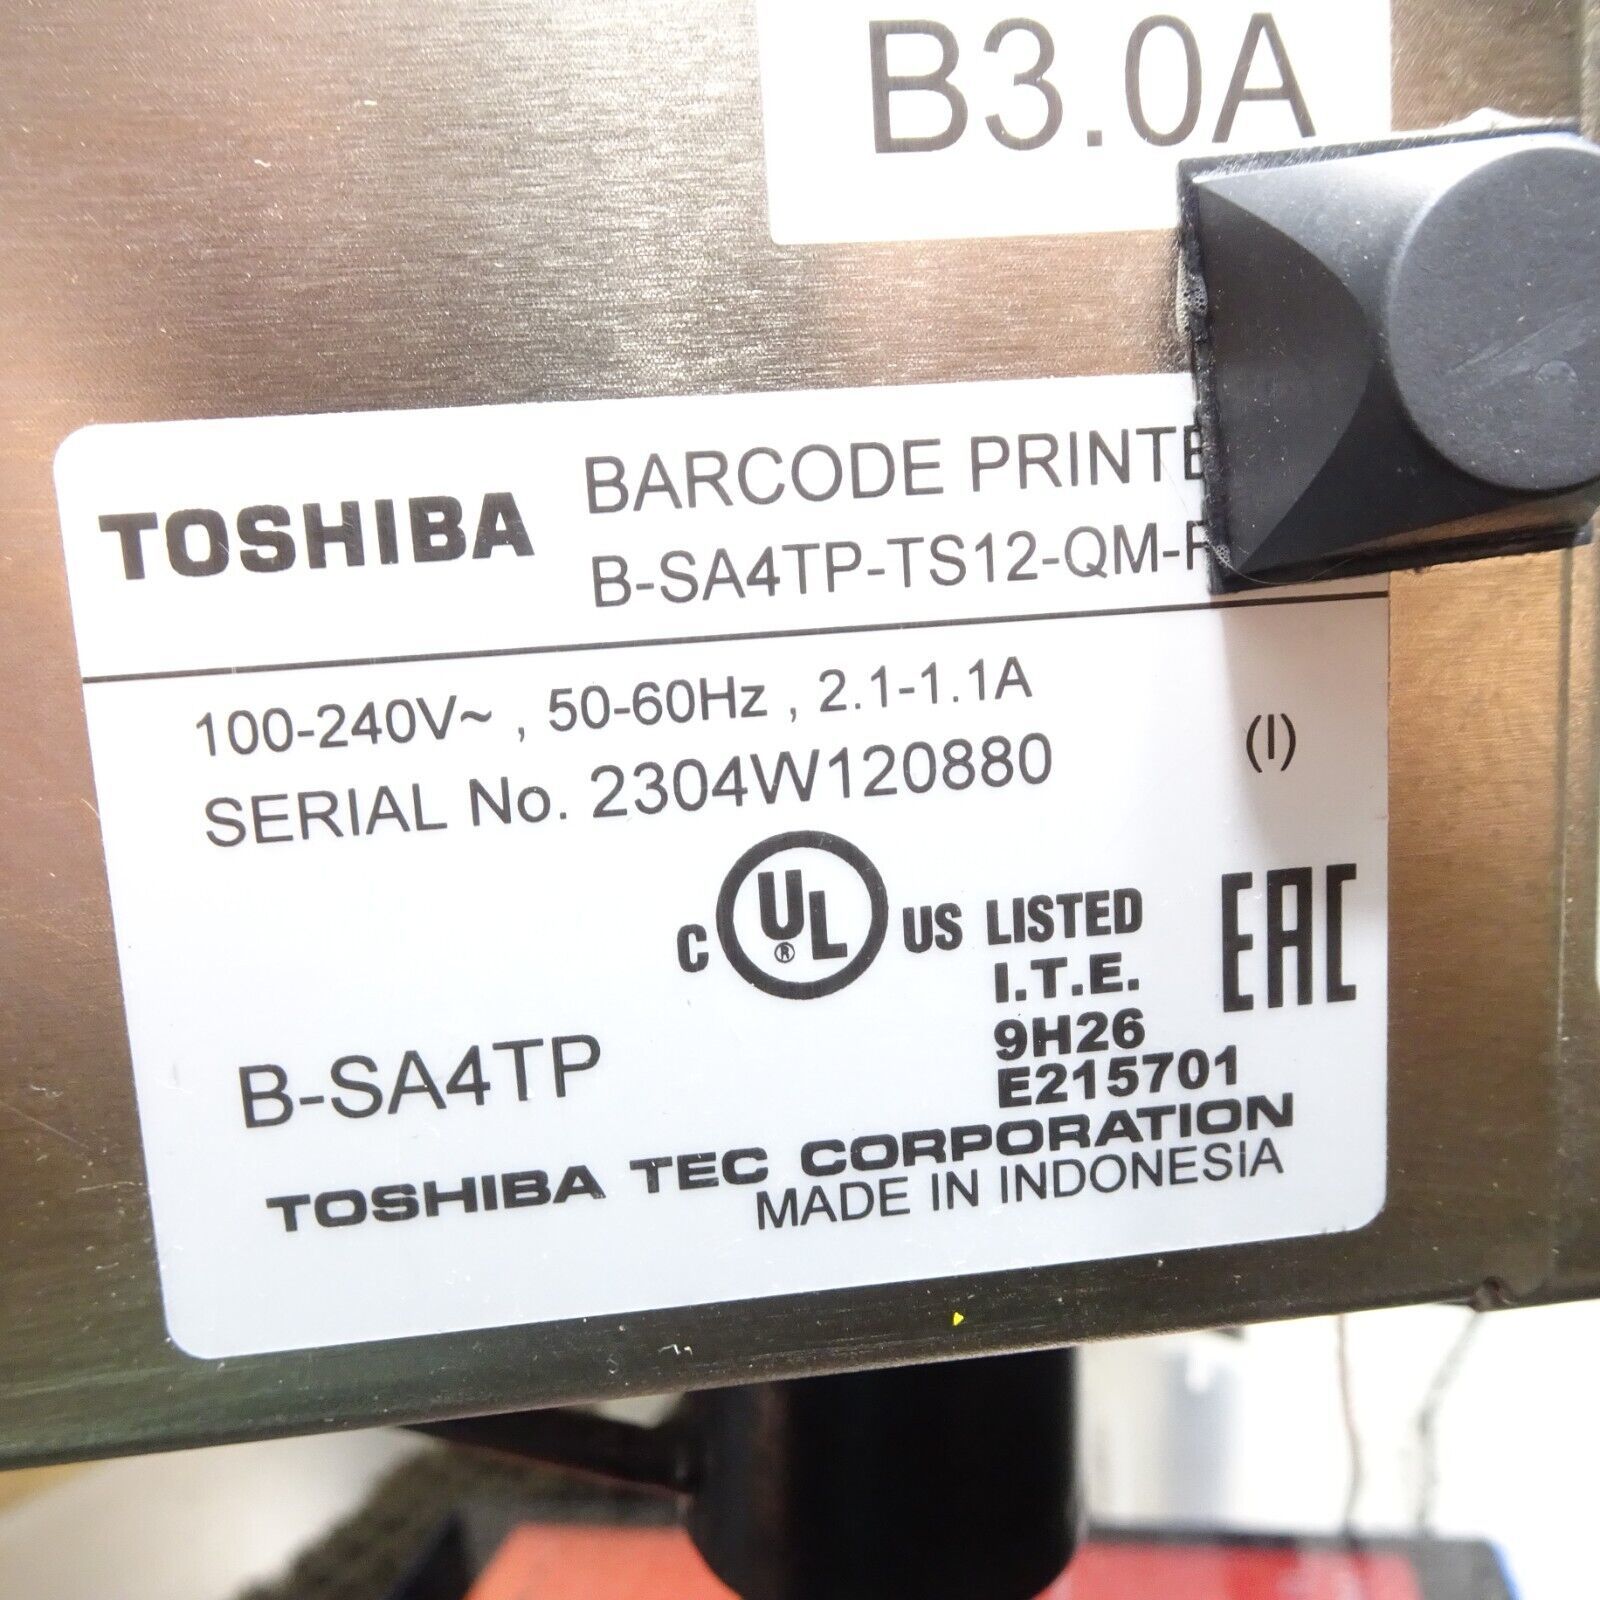 B3.0A
TOSHIBA
BARCODE PRINTE
B-SA4TP-TS12-QM-
100-240V~ , 50-60Hz , 2.1-1.1A
SERIAL No. 2304W120880
(I)
C UL ® US LISTED
I.T.E.
9H26
E215701
EAC
B-SA4TP
TOSHIBA TEC CORPORATION
MADE IN INDONESIA